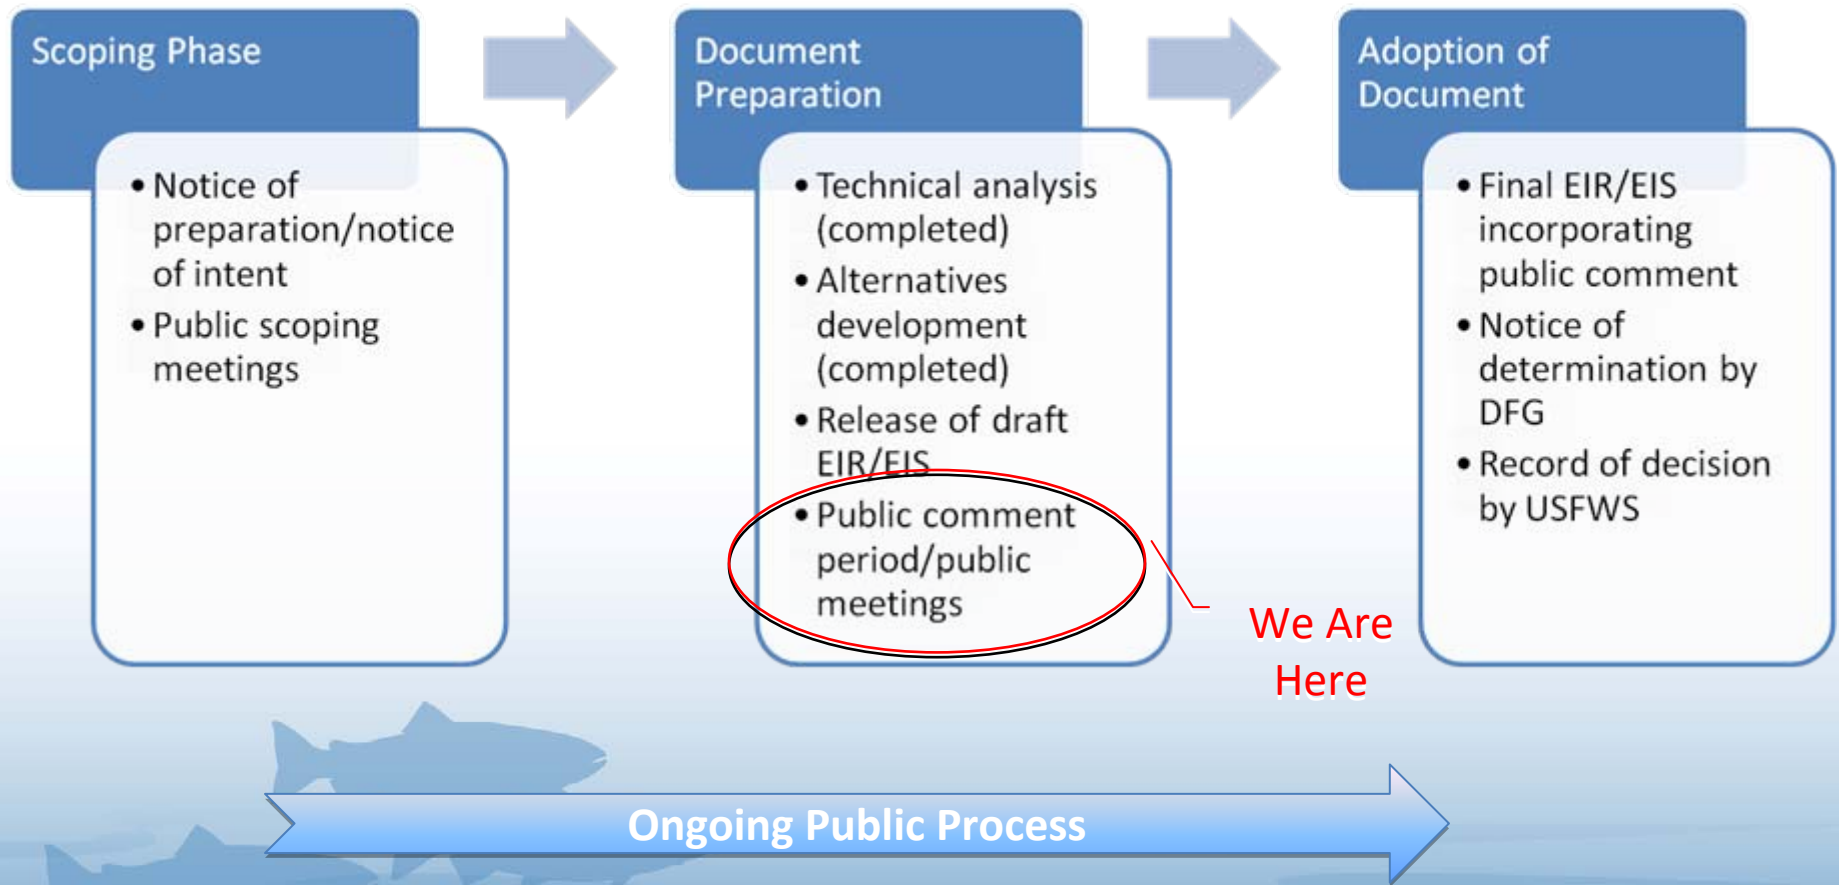 Scoping Phase
• Notice of
preparation/notice
of intent
• Public scoping
meetings
Document
Preparation
• Technical analysis
(completed)
• Alternatives
development
(completed)
• Release of draft
EIR/EIS
• Public comment
period/public
meetings
We Are
Here
Adoption of
Document
• Final EIR/EIS
incorporating
public comment
• Notice of
determination by
DFG
• Record of decision
by USFWS
Ongoing Public Process